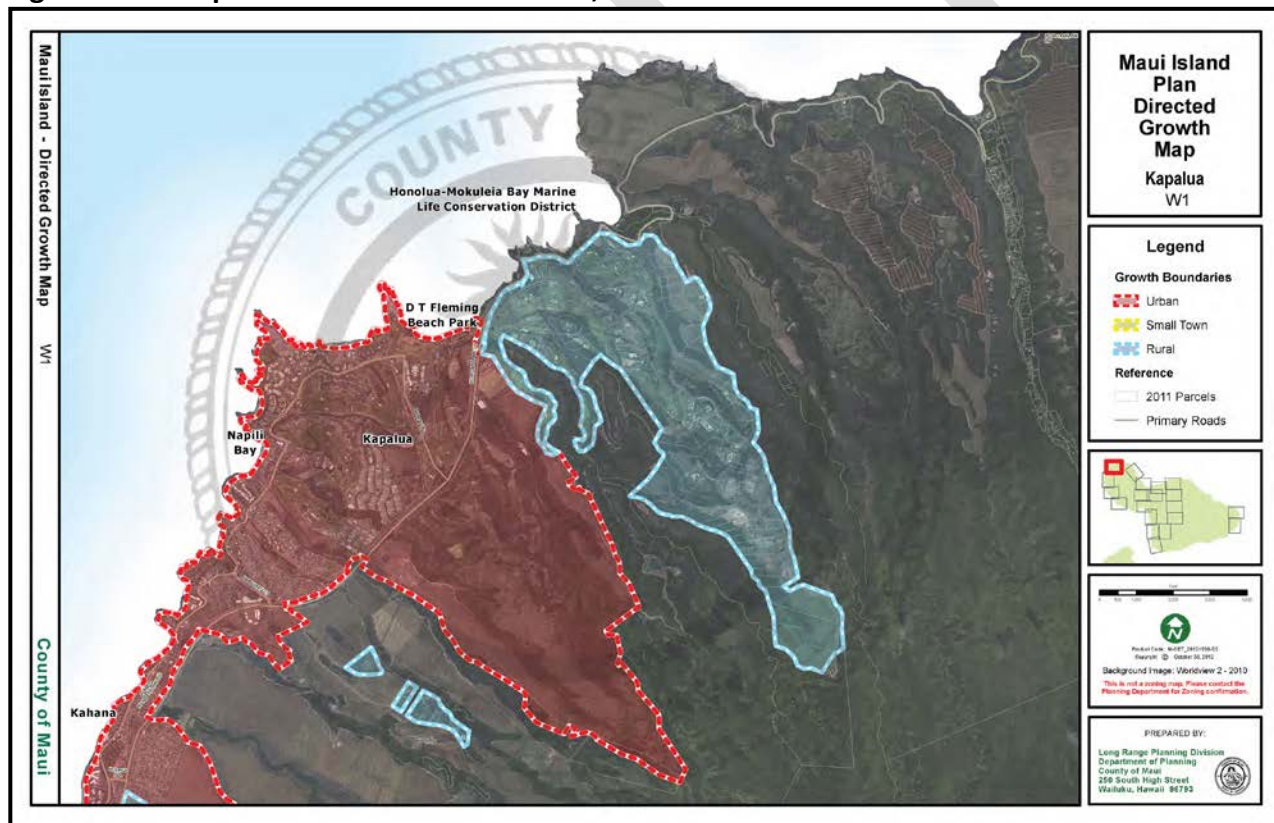 Maui Island - Directed Growth Map W1
County of Maui
COUNTY OF
Honolua-Mokuleia Bay Marine
Life Conservation District
D T Fleming
Beach Park
Napili
Bay
Kapalua
Kahana
Maui Island
Plan
Directed
Growth
Map
Kapalua
W1
Legend
Growth Boundaries
Urban
Small Town
Rural
Reference
2011 Parcels
Primary Roads
N
Background Image: Worldview 2 - 2010
This is not a zoning map. Please contact the
Planning Department for Zoning confirmation.
PREPARED BY:
Long Range Planning Division
Department of Planning
County of Maui
250 South High Street
Wailuku, Hawaii 96793